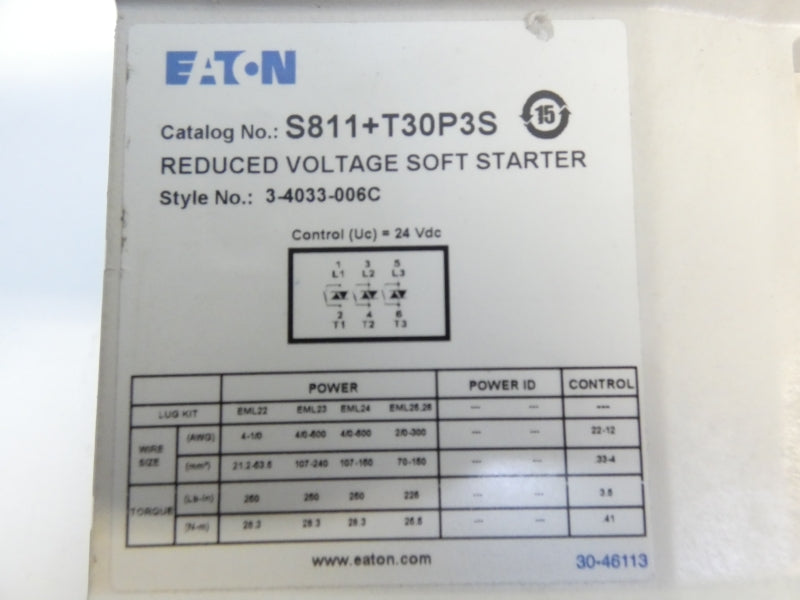 EATON
Catalog No.: S811+T30P3S 15
REDUCED VOLTAGE SOFT STARTER
Style No.: 3-4033-006C
Control (Uc) = 24 Vdc
1 3 5
L1 L2 L3
2 4 6
T1 T2 T3
POWER POWER ID CONTROL
LUG KIT EML22 EML23 EML24 EML25,26 --- --- ---
WIRE SIZE (AWG) 4-1/0 4/0-500 4/0-500 2/0-300 --- --- 22-12
(mm²) 21.2-53.5 107-240 107-150 70-150 --- --- .33-4
TORQUE (Lb-in) 250 250 250 225 --- --- 3.5
(N-m) 28.3 28.3 28.3 25.5 --- --- .41
www.eaton.com 30-46113